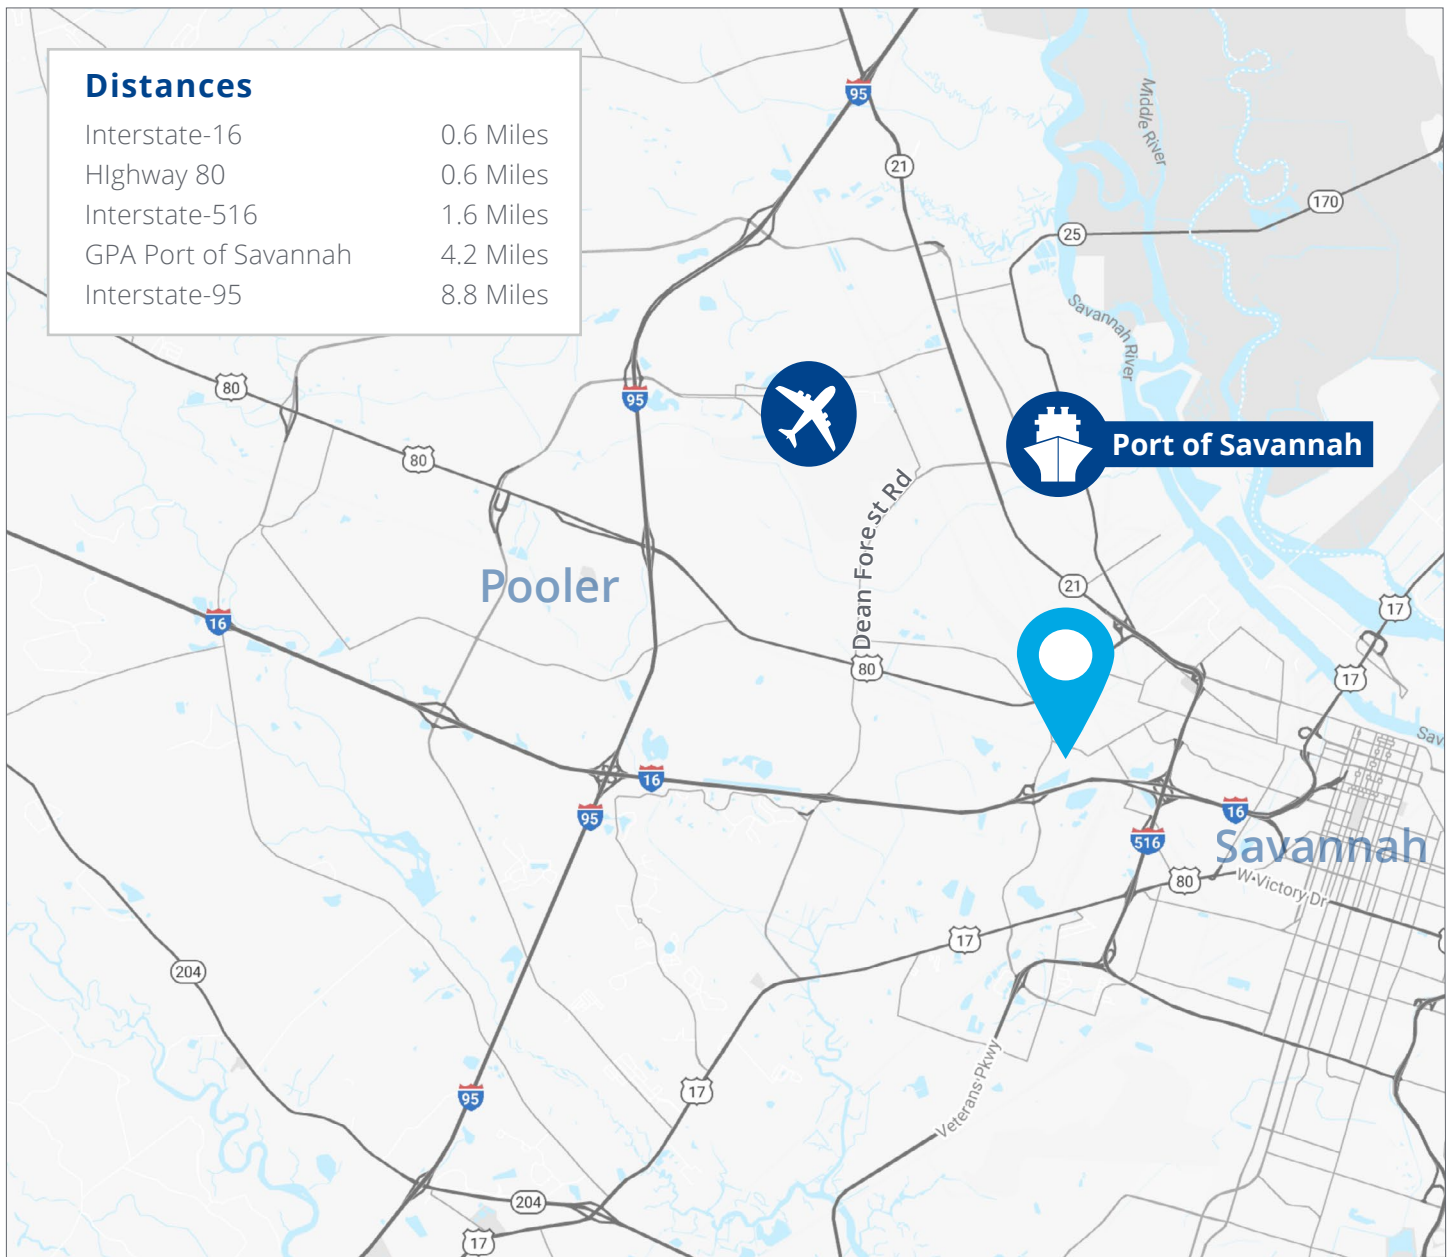 Distances
Interstate-16 0.6 Miles
HIghway 80 0.6 Miles
Interstate-516 1.6 Miles
GPA Port of Savannah 4.2 Miles
Interstate-95 8.8 Miles
95
21
Middle River
170
25
Savannah River
80
95
80
Port of Savannah
Dean Forest Rd
Pooler
21
17
16
80
17
Sav
16
95
16
516
Savannah
80
W Victory Dr
17
204
Veterans Pkwy
17
95
204
17